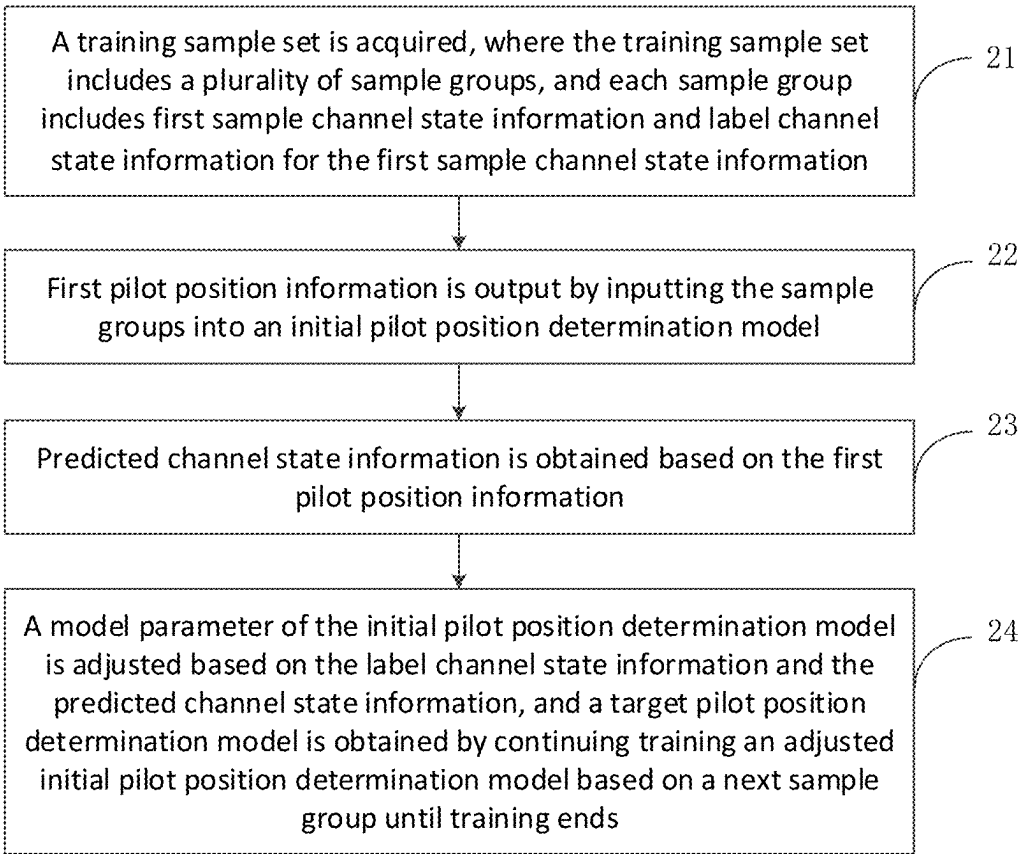 A training sample set is acquired, where the training sample set
includes a plurality of sample groups, and each sample group
includes first sample channel state information and label channel
state information for the first sample channel state information
21
First pilot position information is output by inputting the sample
groups into an initial pilot position determination model
22
Predicted channel state information is obtained based on the first
pilot position information
23
A model parameter of the initial pilot position determination model
is adjusted based on the label channel state information and the
predicted channel state information, and a target pilot position
determination model is obtained by continuing training an adjusted
initial pilot position determination model based on a next sample
group until training ends
24